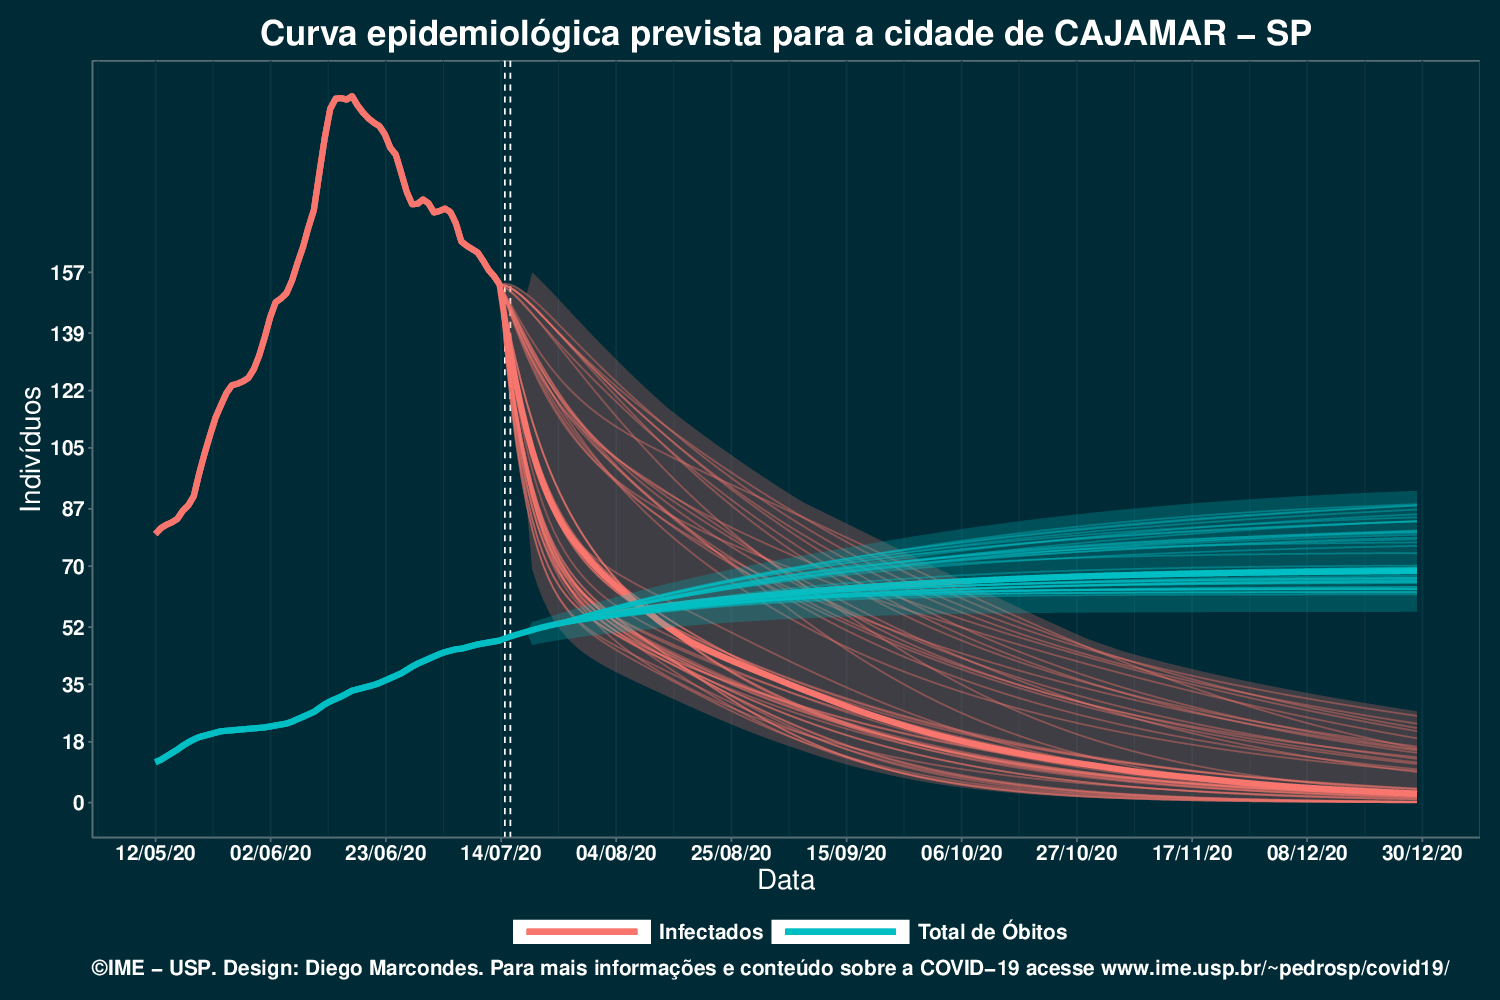 Curva epidemiológica prevista para a cidade de CAJAMAR – SP
Indivíduos
157
139
122
105
87
70
52
35
18
0
12/05/20 02/06/20 23/06/20 14/07/20 04/08/20 25/08/20 15/09/20 06/10/20 27/10/20 17/11/20 08/12/20 30/12/20
Data
Infectados Total de Óbitos
©IME – USP. Design: Diego Marcondes. Para mais informações e conteúdo sobre a COVID–19 acesse www.ime.usp.br/~pedrosp/covid19/